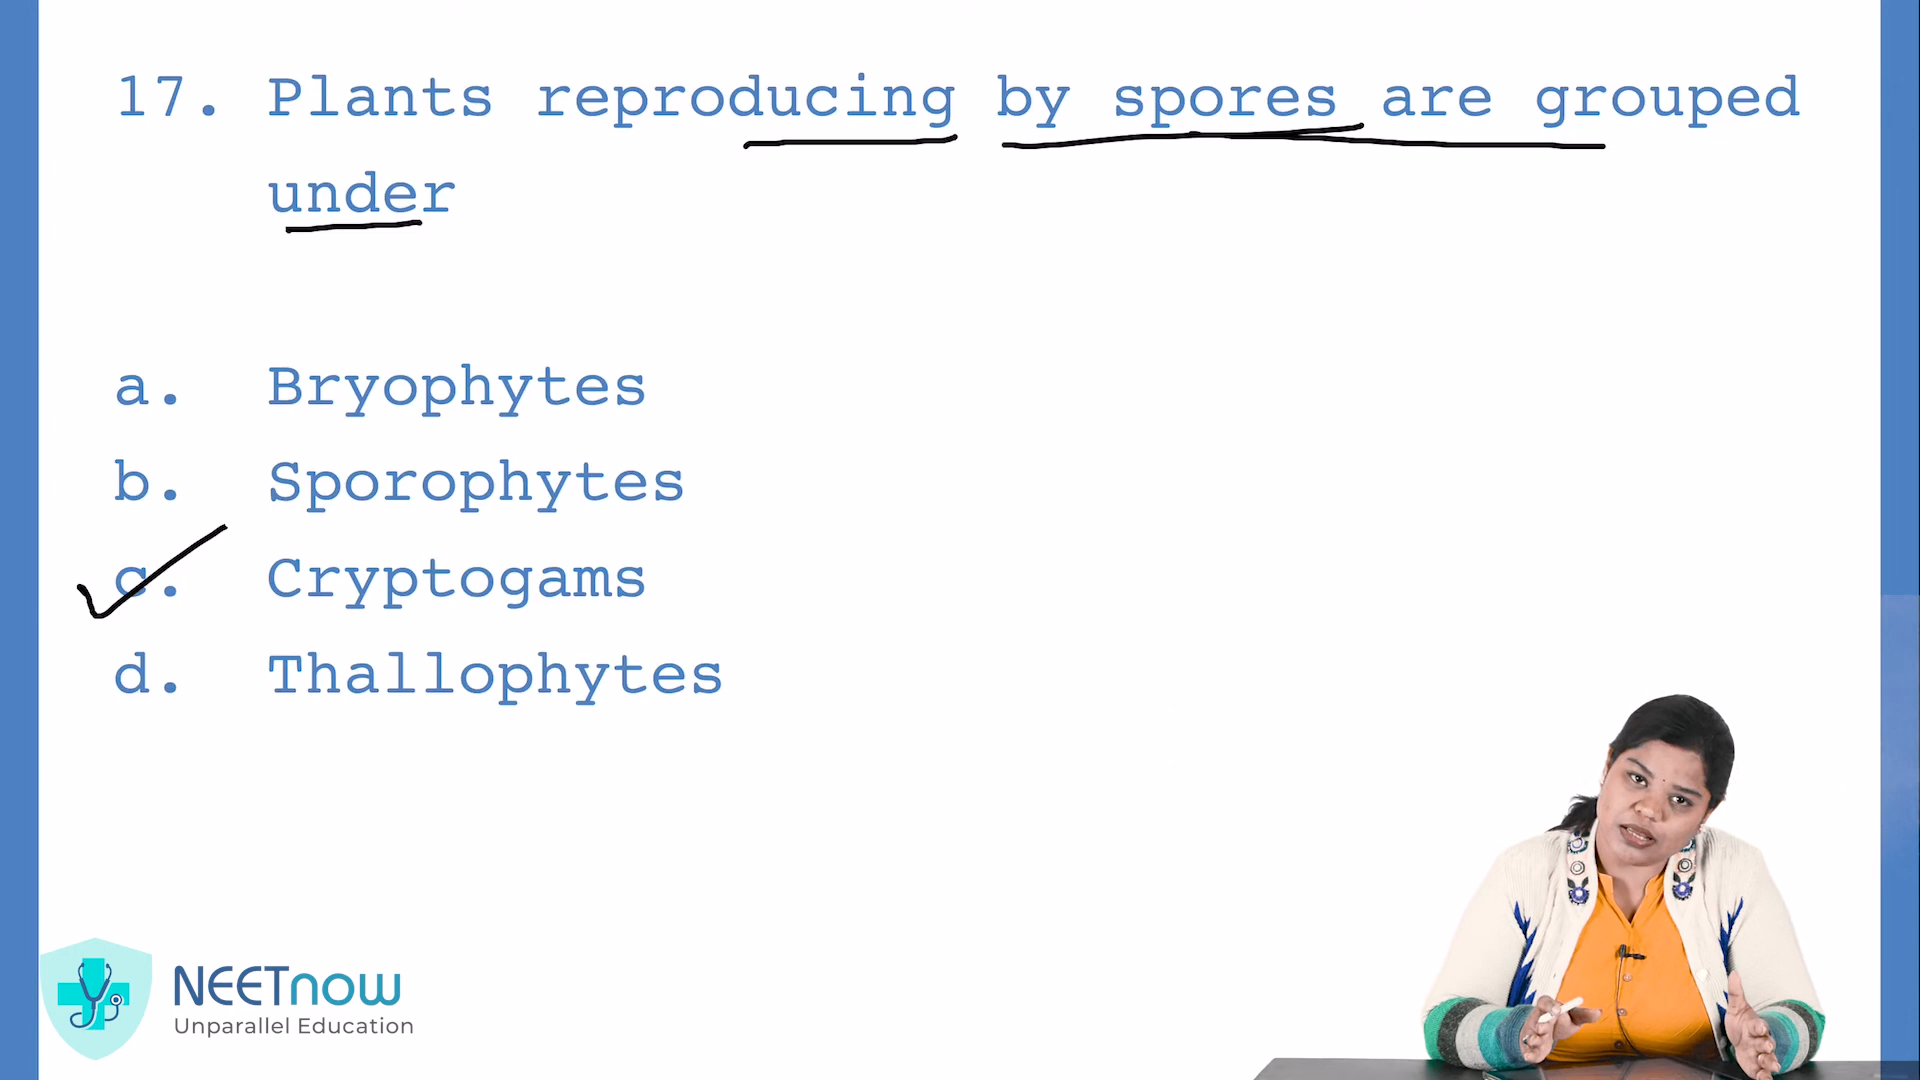 17. Plants reproducing by spores are grouped
under
a. Bryophytes
b. Sporophytes
c. Cryptogams
d. Thallophytes
NEETnow
Unparallel Education